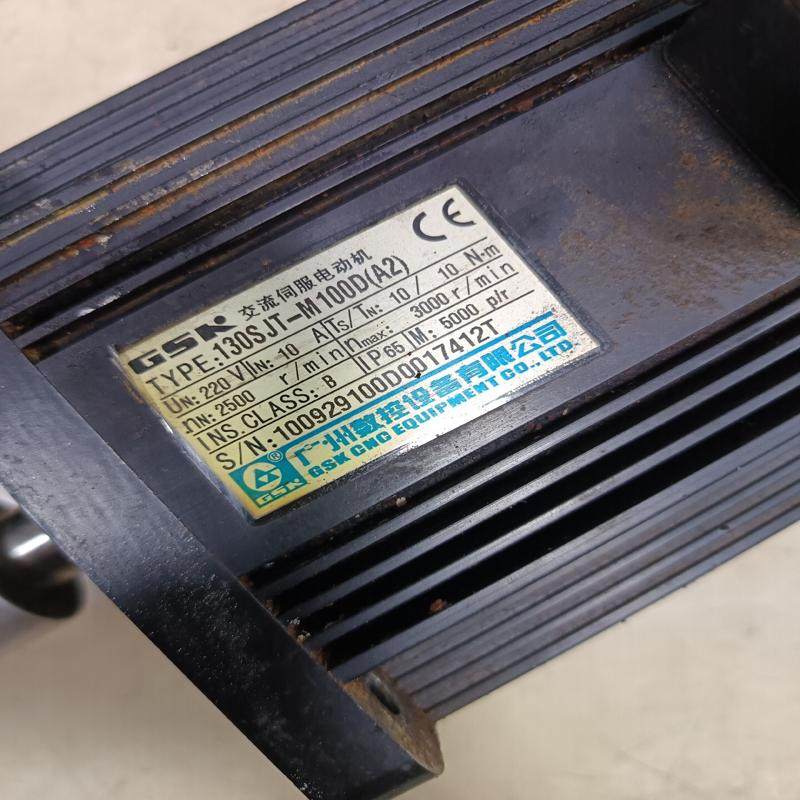 GSK 交流伺服电动机 CE
TYPE:130SJT-M100D(A2)
UN: 220 V IN: 10 A TS/TN: 10 / 10 N·m
nN: 2500 r/min nmax: 3000 r/min
INS.CLASS: B IP65 M: 5000 p/r
S/N:100929100D0017412T
GSK® 广州数控设备有限公司
GSK CNC EQUIPMENT CO., LTD.